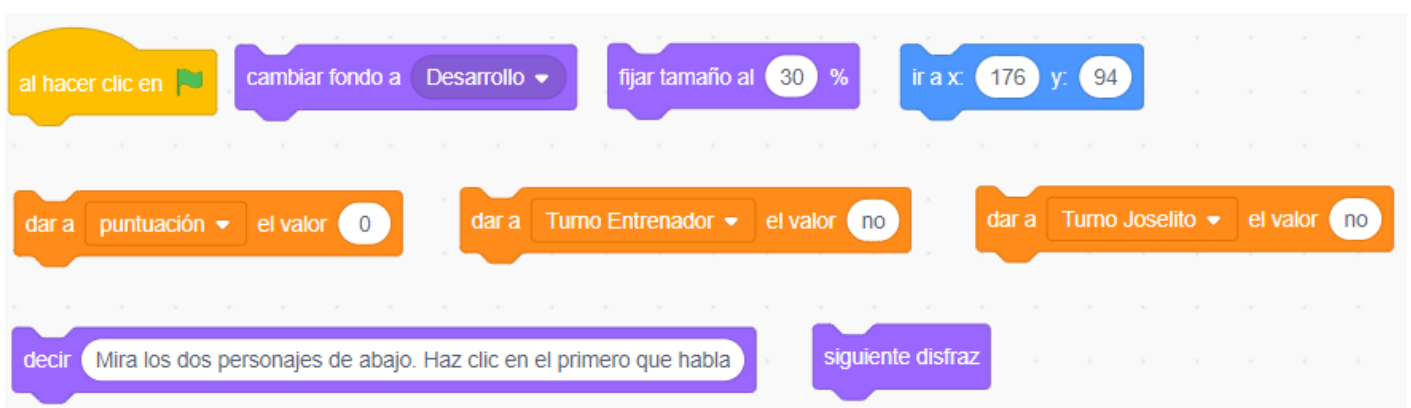 al hacer clic en
cambiar fondo a Desarrollo
fijar tamaño al 30 %
ir a x: 176 y: 94
dar a puntuación el valor 0
dar a Turno Entrenador el valor no
dar a Turno Joselito el valor no
decir Mira los dos personajes de abajo. Haz clic en el primero que habla
siguiente disfraz